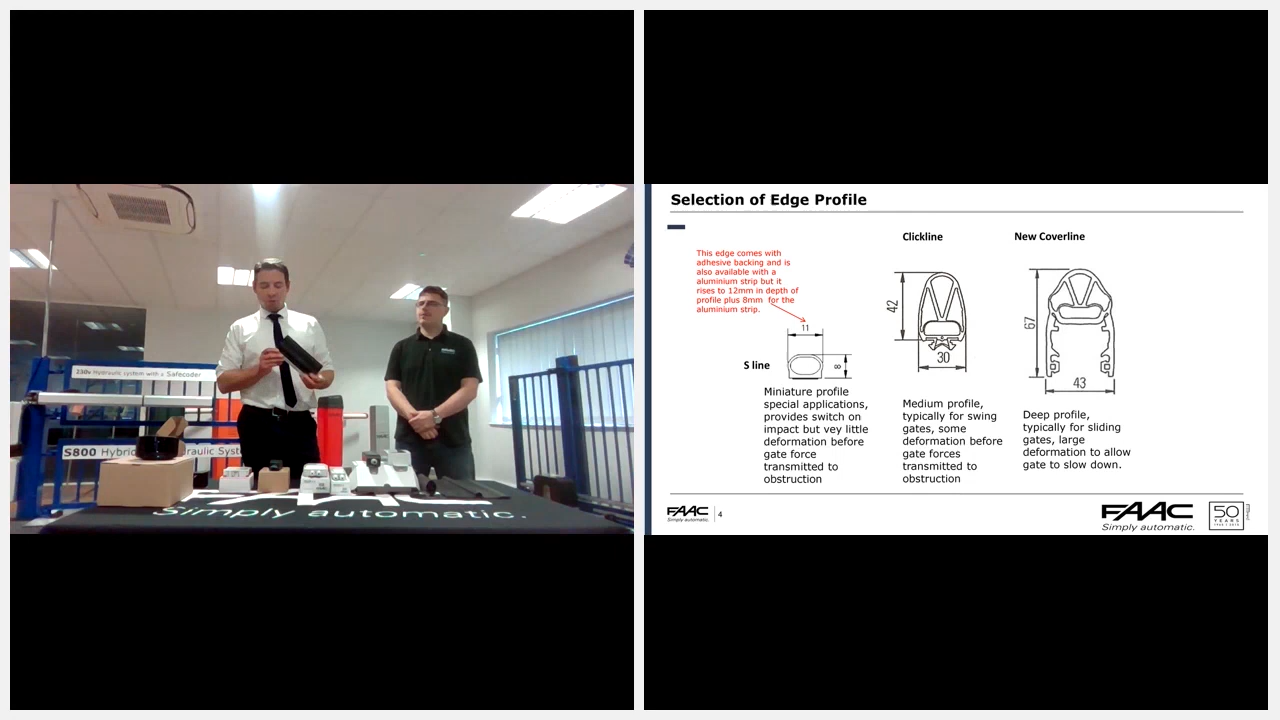 230v Hydraulic system with a Safecoder
S800 Hybrid
raulic Syst
FAAC
Simply automatic.
Selection of Edge Profile
Clickline
New Coverline
This edge comes with
adhesive backing and is
also available with a
aluminium strip but it
rises to 12mm in depth of
profile plus 8mm for the
aluminium strip.
11
8
S line
42
30
67
43
Miniature profile
special applications,
provides switch on
impact but vey little
deformation before
gate force
transmitted to
obstruction
Medium profile,
typically for swing
gates, some
deformation before
gate forces
transmitted to
obstruction
Deep profile,
typically for sliding
gates, large
deformation to allow
gate to slow down.
FAAC
Simply automatic.
4
FAAC
Simply automatic.
50
YEARS